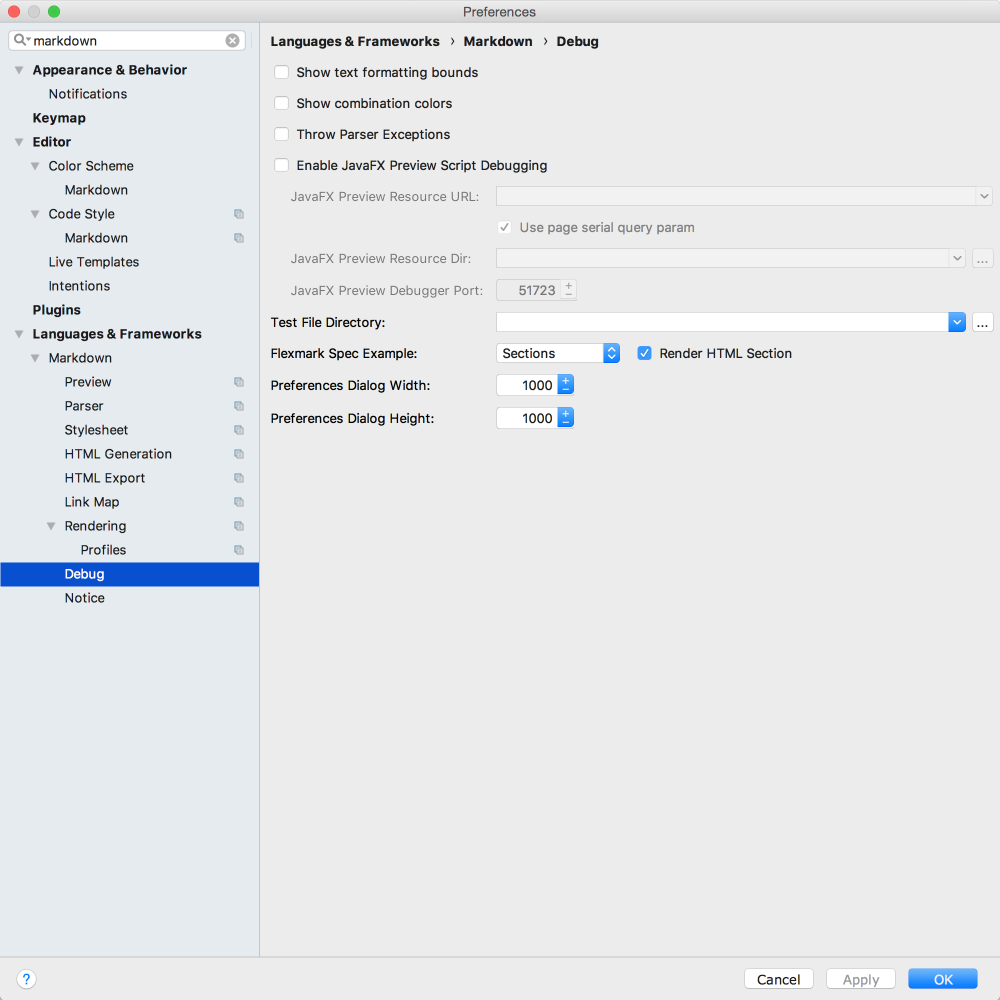 Preferences
markdown
Appearance & Behavior
Notifications
Keymap
Editor
Color Scheme
Markdown
Code Style
Markdown
Live Templates
Intentions
Plugins
Languages & Frameworks
Markdown
Preview
Parser
Stylesheet
HTML Generation
HTML Export
Link Map
Rendering
Profiles
Debug
Notice
Languages & Frameworks › Markdown › Debug
Show text formatting bounds
Show combination colors
Throw Parser Exceptions
Enable JavaFX Preview Script Debugging
JavaFX Preview Resource URL:
Use page serial query param
JavaFX Preview Resource Dir: ...
JavaFX Preview Debugger Port: 51723
Test File Directory: ...
Flexmark Spec Example: Sections Render HTML Section
Preferences Dialog Width: 1000
Preferences Dialog Height: 1000
? Cancel Apply OK